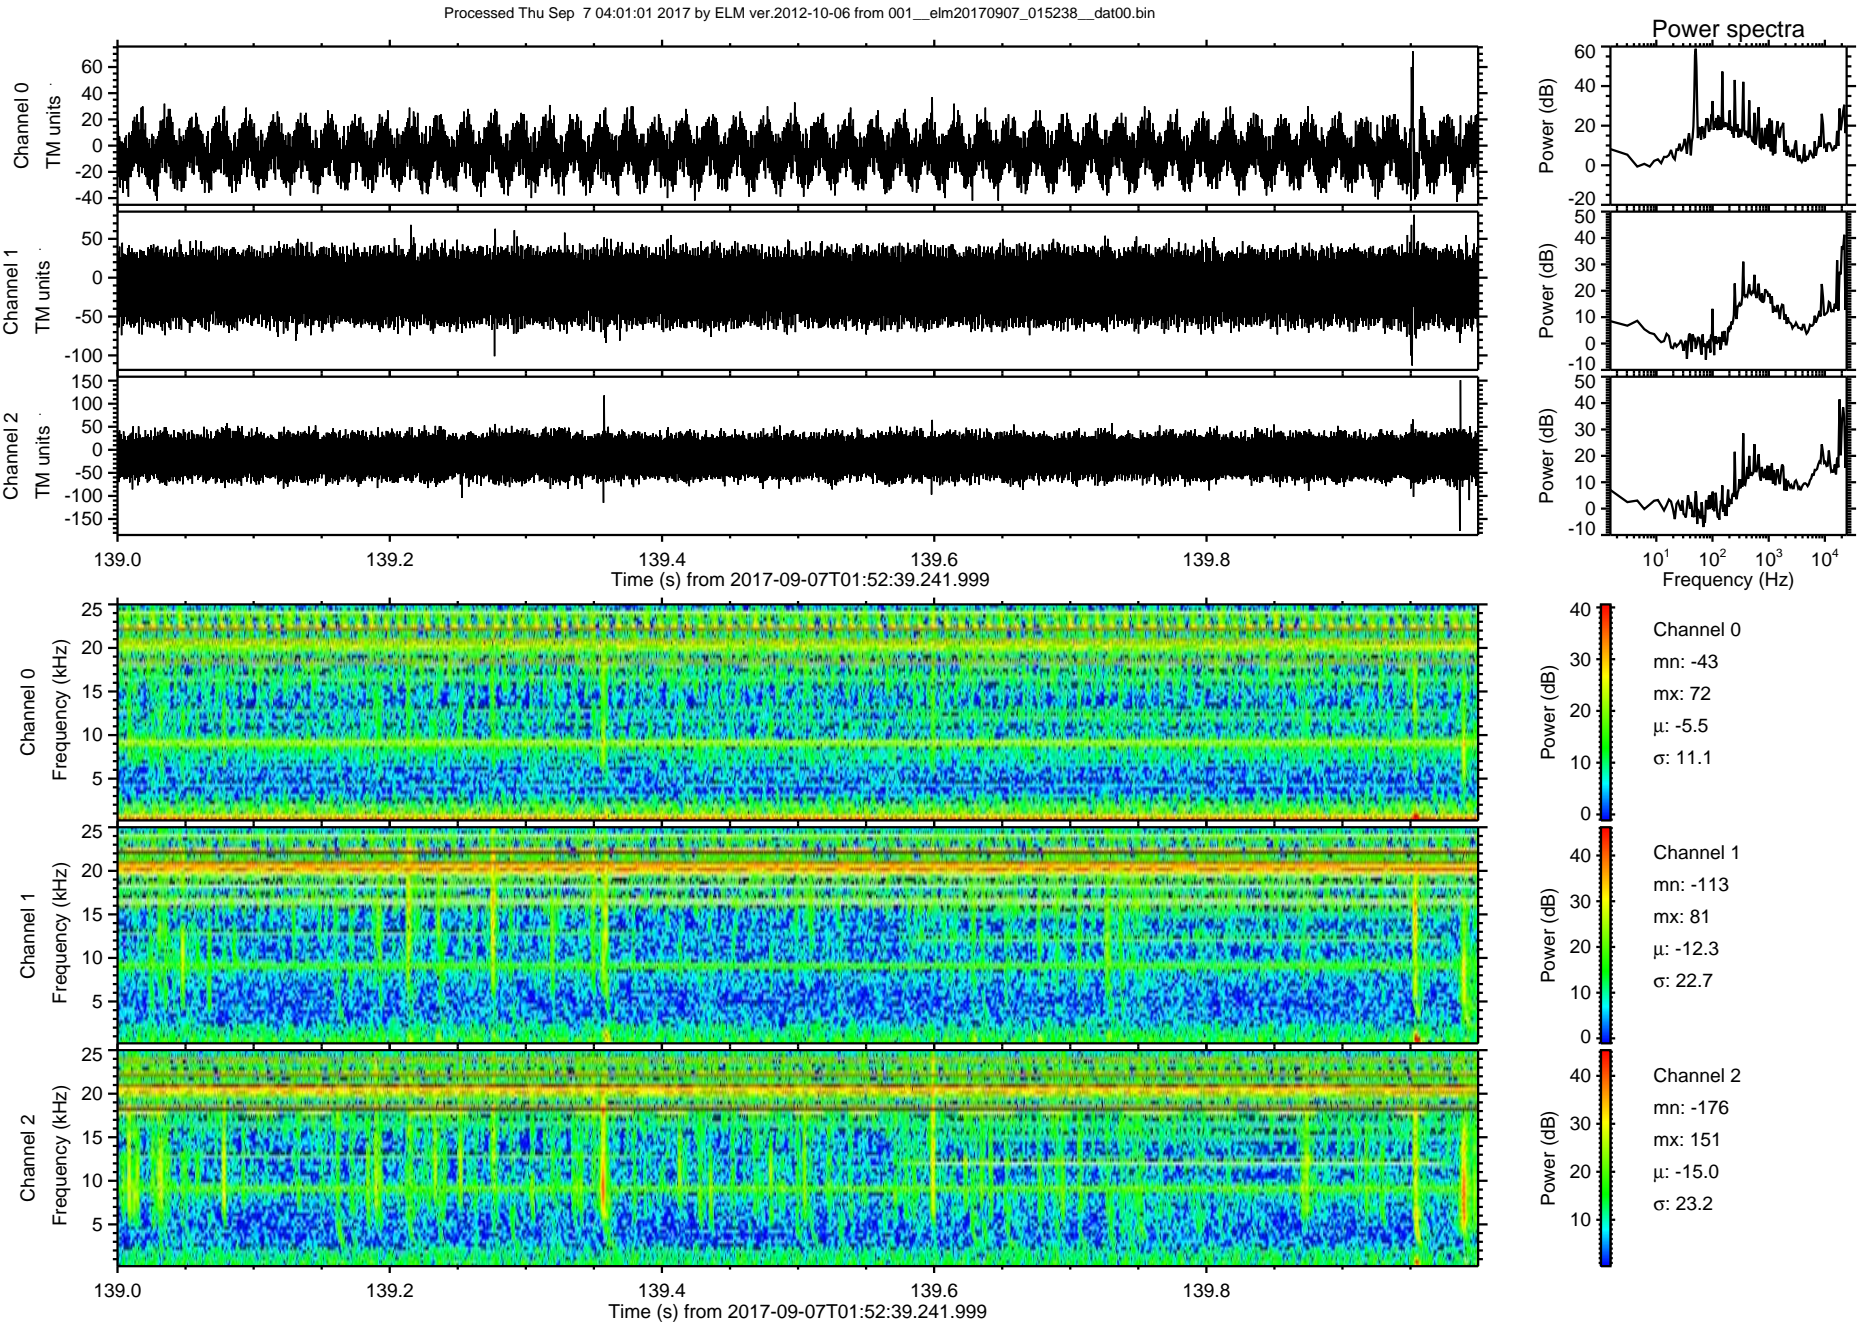 Processed Thu Sep  7 04:01:01 2017 by ELM ver.2012-10-06 from 001__elm20170907_015238__dat00.bin
Power spectra
Channel 0
TM units
60
40
20
0
-20
-40
Power (dB)
60
40
20
0
-20
Channel 1
TM units
50
0
-50
-100
Power (dB)
50
40
30
20
10
0
-10
Channel 2
TM units
150
100
50
0
-50
-100
-150
Power (dB)
50
40
30
20
10
0
-10
139.0 139.2 139.4 139.6 139.8
Time (s) from 2017-09-07T01:52:39.241.999
10¹ 10² 10³ 10⁴
Frequency (Hz)
Channel 0
Frequency (kHz)
25
20
15
10
5
Power (dB)
40
30
20
10
0
Channel 0
mn: -43
mx: 72
µ: -5.5
σ: 11.1
Channel 1
Frequency (kHz)
25
20
15
10
5
Power (dB)
40
30
20
10
0
Channel 1
mn: -113
mx: 81
µ: -12.3
σ: 22.7
Channel 2
Frequency (kHz)
25
20
15
10
5
Power (dB)
40
30
20
10
Channel 2
mn: -176
mx: 151
µ: -15.0
σ: 23.2
139.0 139.2 139.4 139.6 139.8
Time (s) from 2017-09-07T01:52:39.241.999